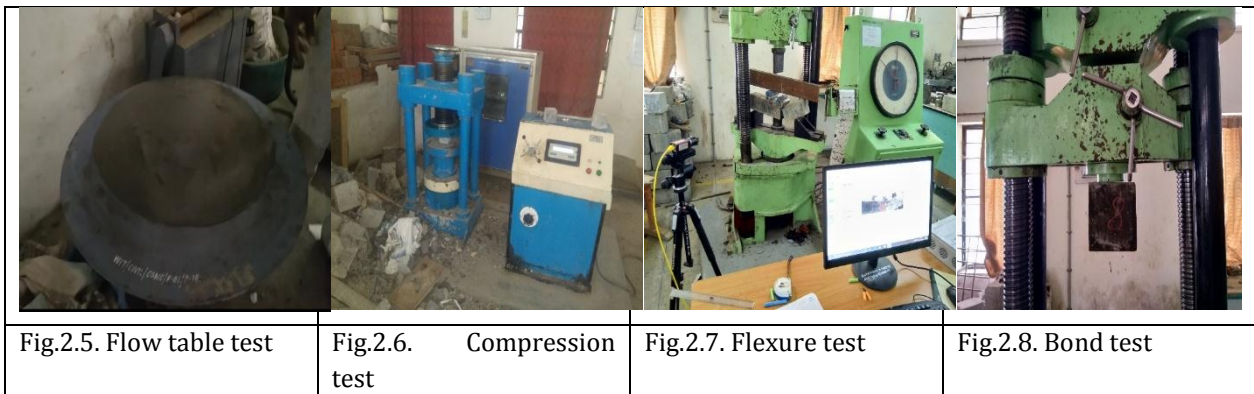 Fig.2.5. Flow table test
Fig.2.6. Compression
test
Fig.2.7. Flexure test
Fig.2.8. Bond test